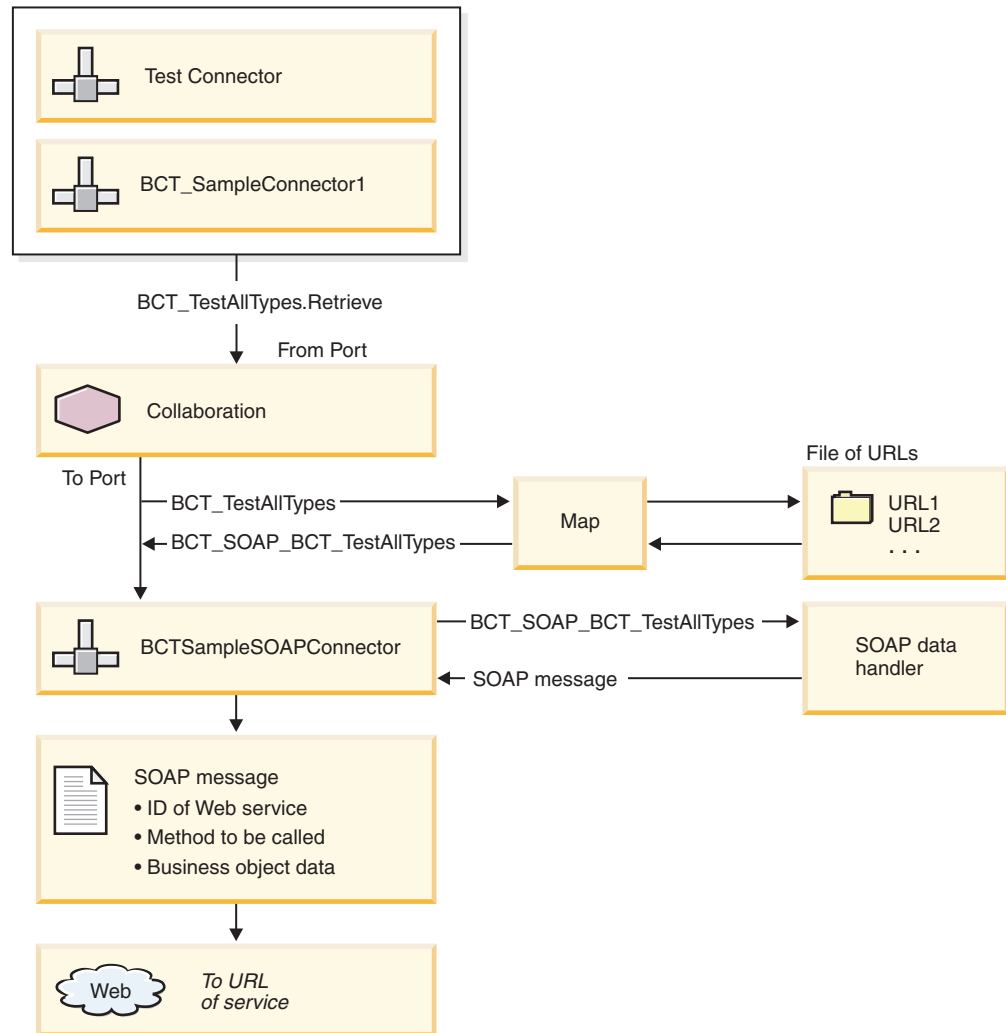 Test Connector
BCT_SampleConnector1
BCT_TestAllTypes.Retrieve
From Port
Collaboration
To Port
File of URLs
BCT_TestAllTypes
Map
URL1
URL2
. . .
BCT_SOAP_BCT_TestAllTypes
BCTSampleSOAPConnector
BCT_SOAP_BCT_TestAllTypes
SOAP message
SOAP data
handler
SOAP message
• ID of Web service
• Method to be called
• Business object data
Web
To URL
of service